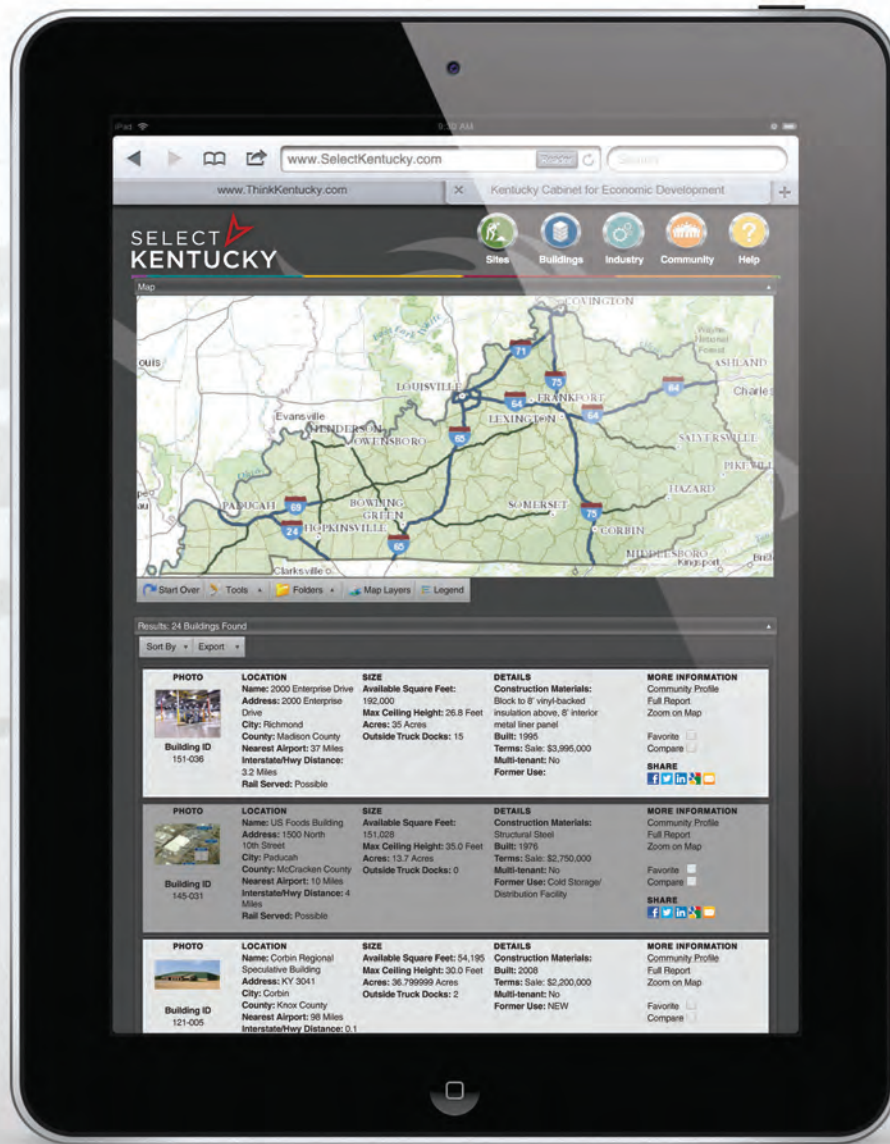 iPad
9:20 AM
www.SelectKentucky.com
Reader
Search
www.ThinkKentucky.com
Kentucky Cabinet for Economic Development
SELECT
KENTUCKY
Sites
Buildings
Industry
Community
Help
Map
COVINGTON
Wayne
National
Forest
ASHLAND
ouis
71
LOUISVILLE
75
64
Charle
64
FRANKFORT
LEXINGTON
64
Evansville
HENDERSON
OWENSBORO
65
SALYERSVILLE
PIKEVILL
HAZARD
PADUCAH
69
BOWLING
GREEN
SOMERSET
24
HOPKINSVILLE
65
75
CORBIN
MIDDLESBORO
Kingsport
Clarksville
Start Over
Tools
Folders
Map Layers
Legend
Results: 24 Buildings Found
Sort By
Export
PHOTO
Building ID
151-036
LOCATION
Name: 2000 Enterprise Drive
Address: 2000 Enterprise
Drive
City: Richmond
County: Madison County
Nearest Airport: 37 Miles
Interstate/Hwy Distance:
3.2 Miles
Rail Served: Possible
SIZE
Available Square Feet:
192,000
Max Ceiling Height: 26.8 Feet
Acres: 35 Acres
Outside Truck Docks: 15
DETAILS
Construction Materials:
Block to 8' vinyl-backed
insulation above, 8' interior
metal liner panel
Built: 1995
Terms: Sale: $3,995,000
Multi-tenant: No
Former Use:
MORE INFORMATION
Community Profile
Full Report
Zoom on Map
Favorite
Compare
SHARE
PHOTO
Building ID
145-031
LOCATION
Name: US Foods Building
Address: 1500 North
10th Street
City: Paducah
County: McCracken County
Nearest Airport: 10 Miles
Interstate/Hwy Distance: 4
Miles
Rail Served: Possible
SIZE
Available Square Feet:
151,028
Max Ceiling Height: 35.0 Feet
Acres: 13.7 Acres
Outside Truck Docks: 0
DETAILS
Construction Materials:
Structural Steel
Built: 1976
Terms: Sale: $2,750,000
Multi-tenant: No
Former Use: Cold Storage/
Distribution Facility
MORE INFORMATION
Community Profile
Full Report
Zoom on Map
Favorite
Compare
SHARE
PHOTO
Building ID
121-005
LOCATION
Name: Corbin Regional
Speculative Building
Address: KY 3041
City: Corbin
County: Knox County
Nearest Airport: 98 Miles
Interstate/Hwy Distance: 0.1
SIZE
Available Square Feet: 54,195
Max Ceiling Height: 30.0 Feet
Acres: 36.799999 Acres
Outside Truck Docks: 2
DETAILS
Construction Materials:
Built: 2008
Terms: Sale: $2,200,000
Multi-tenant: No
Former Use: NEW
MORE INFORMATION
Community Profile
Full Report
Zoom on Map
Favorite
Compare